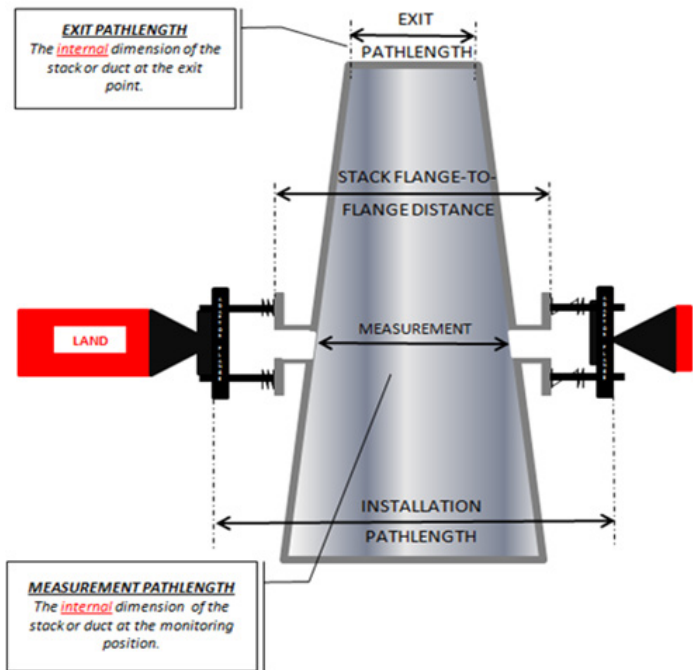 EXIT PATHLENGTH
The internal dimension of the
stack or duct at the exit
point.
EXIT
PATHLENGTH
STACK FLANGE-TO-
FLANGE DISTANCE
LAND
MEASUREMENT
INSTALLATION
PATHLENGTH
MEASUREMENT PATHLENGTH
The internal dimension of the
stack or duct at the monitoring
position.